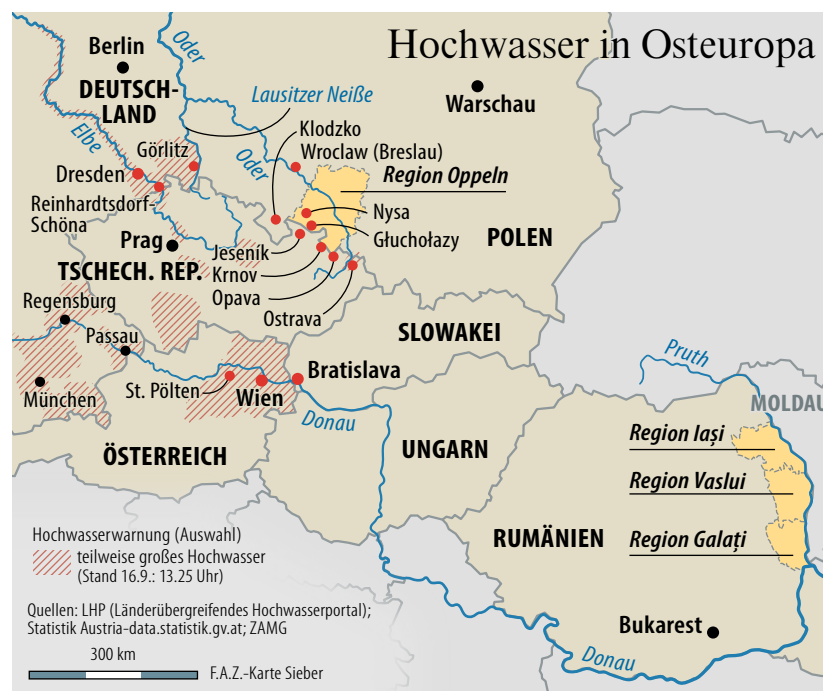 Hochwasser in Osteuropa
Berlin
Oder
DEUTSCH-
LAND
Lausitzer Neiße
Warschau
Elbe
Görlitz
Oder
Klodzko
Wroclaw (Breslau)
Dresden
Region Oppeln
Reinhardtsdorf-
Schöna
Nysa
Prag
Głuchołazy
POLEN
Jeseník
TSCHECH. REP.
Krnov
Opava
Regensburg
Ostrava
SLOWAKEI
Passau
Pruth
Bratislava
St. Pölten
Wien
München
MOLDAU
Donau
Region Iași
ÖSTERREICH
UNGARN
Region Vaslui
RUMÄNIEN
Region Galați
Hochwasserwarnung (Auswahl)
teilweise großes Hochwasser
(Stand 16.9.: 13.25 Uhr)
Quellen: LHP (Länderübergreifendes Hochwasserportal);
Statistik Austria-data.statistik.gv.at; ZAMG
Bukarest
Donau
300 km
F.A.Z.-Karte Sieber